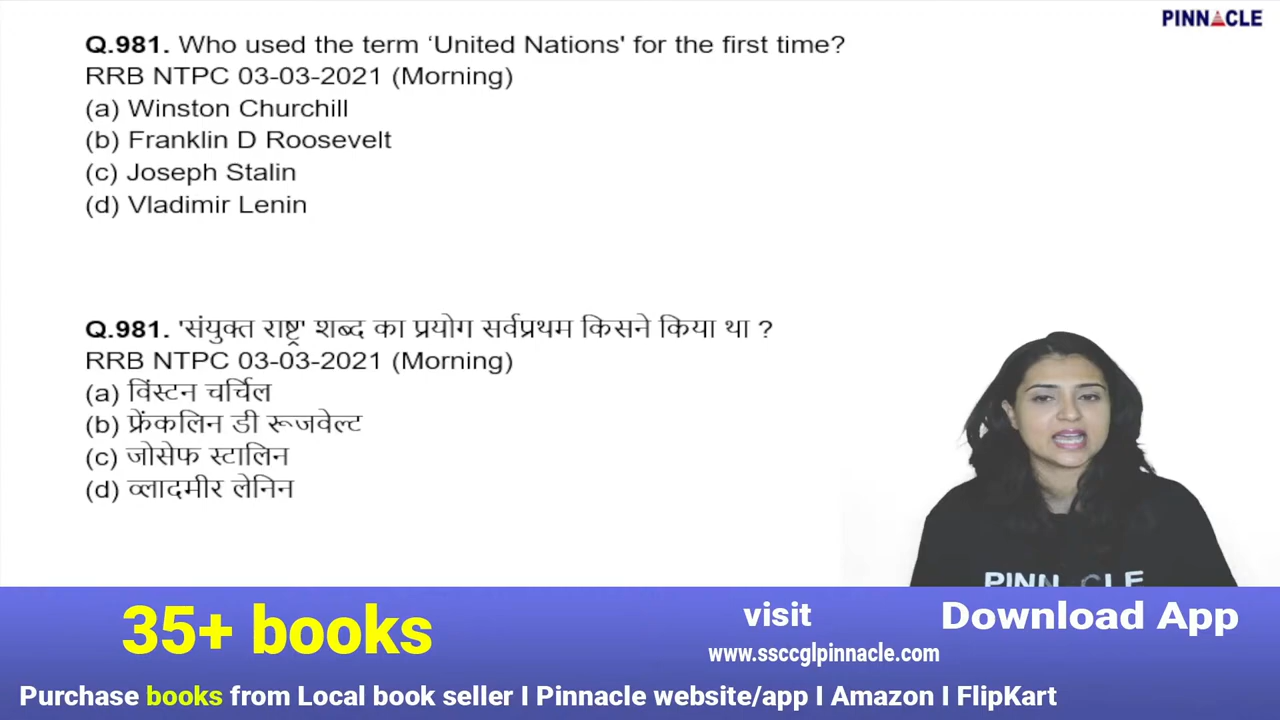 PINNACLE
Q.981. Who used the term ‘United Nations' for the first time?
RRB NTPC 03-03-2021 (Morning)
(a) Winston Churchill
(b) Franklin D Roosevelt
(c) Joseph Stalin
(d) Vladimir Lenin
Q.981. 'संयुक्त राष्ट्र' शब्द का प्रयोग सर्वप्रथम किसने किया था ?
RRB NTPC 03-03-2021 (Morning)
(a) विंस्टन चर्चिल
(b) फ्रेंकलिन डी रूजवेल्ट
(c) जोसेफ स्टालिन
(d) व्लादमीर लेनिन
PINNACLE
35+ books
visit
www.ssccglpinnacle.com
Download App
Purchase books from Local book seller I Pinnacle website/app I Amazon I FlipKart